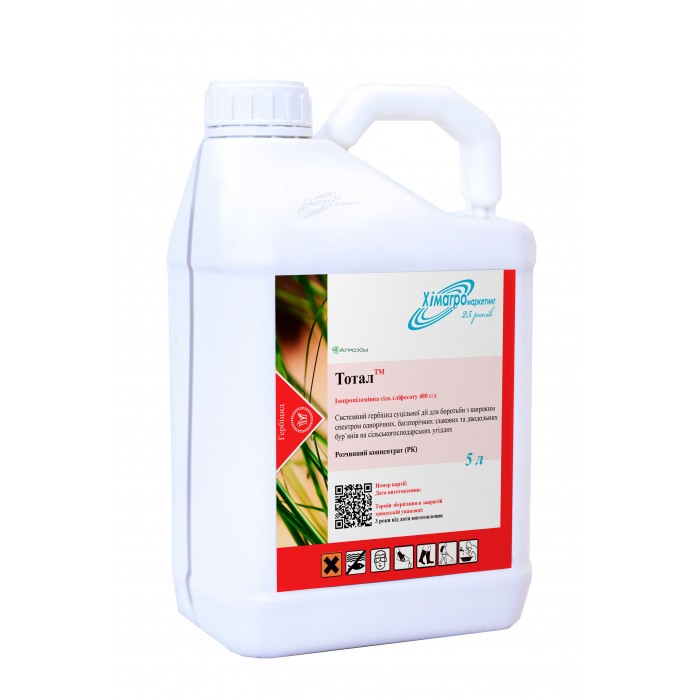 Хімагромаркетинг
25 років
АГРОХІМ
Тотал™
Ізопропіламінна сіль гліфосату 480 г/л
Системний гербіцид суцільної дії для боротьби з широким
спектром однорічних, багаторічних злакових та дводольних
бур'янів на сільськогосподарських угіддях
Розчинний концентрат (РК)
5 л
Гербіцид
Номер партії:
Дата виготовлення:
Термін зберігання в закритій
заводській упаковці:
3 роки від дати виготовлення